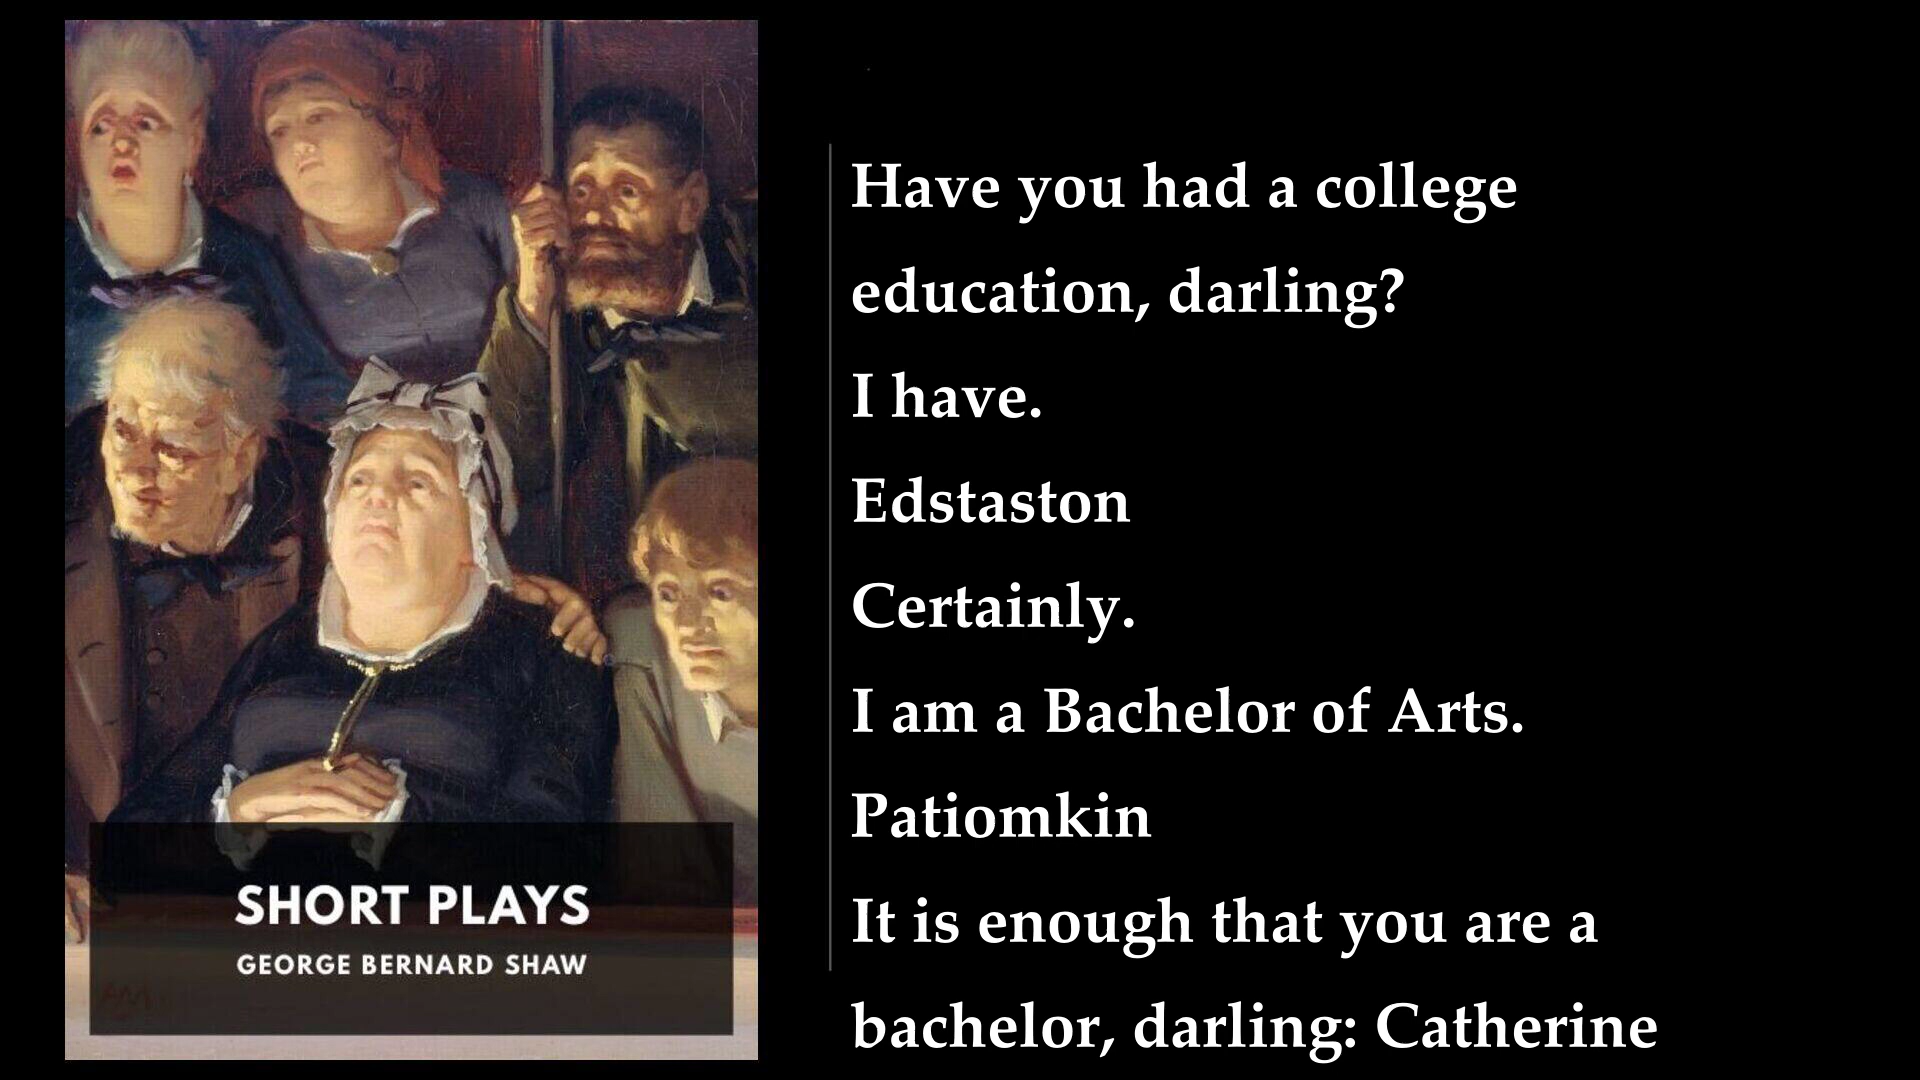 SHORT PLAYS
GEORGE BERNARD SHAW
Have you had a college
education, darling?
I have.
Edstaston
Certainly.
I am a Bachelor of Arts.
Patiomkin
It is enough that you are a
bachelor, darling: Catherine